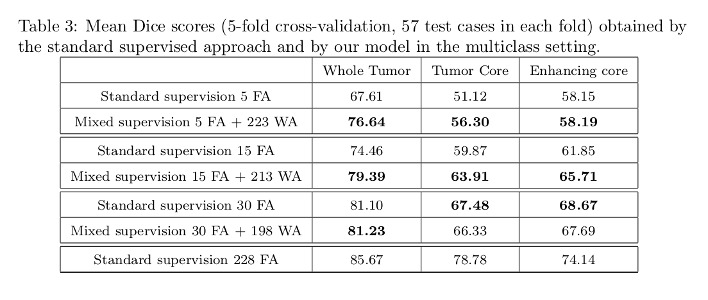 Table 3: Mean Dice scores (5-fold cross-validation, 57 test cases in each fold) obtained by
the standard supervised approach and by our model in the multiclass setting.
Whole Tumor Tumor Core Enhancing core
Standard supervision 5 FA 67.61 51.12 58.15
Mixed supervision 5 FA + 223 WA 76.64 56.30 58.19
Standard supervision 15 FA 74.46 59.87 61.85
Mixed supervision 15 FA + 213 WA 79.39 63.91 65.71
Standard supervision 30 FA 81.10 67.48 68.67
Mixed supervision 30 FA + 198 WA 81.23 66.33 67.69
Standard supervision 228 FA 85.67 78.78 74.14